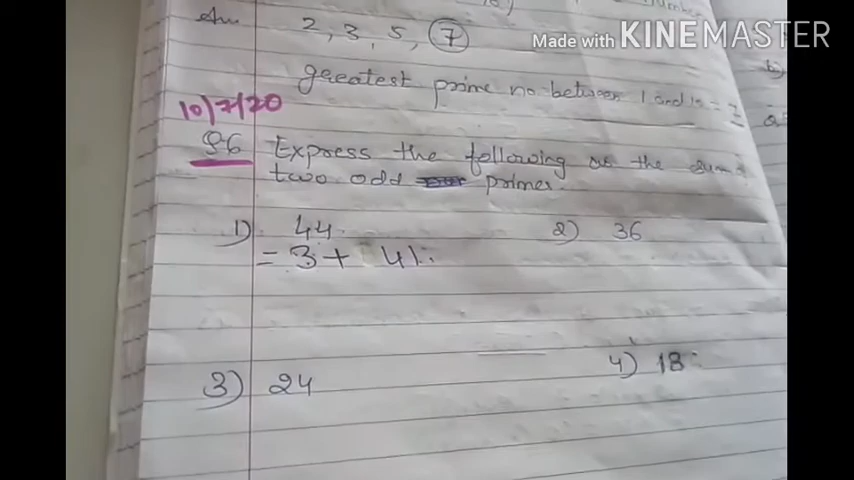 Ans 2, 3, 5, 7
Made with KINEMASTER
greatest prime no. between 1 and 10 = 7
b)
10/7/20
Q6 Express the following as the sum of
two odd primes.
1) 44. 2) 36
= 3 + 41.
3) 24 4) 18